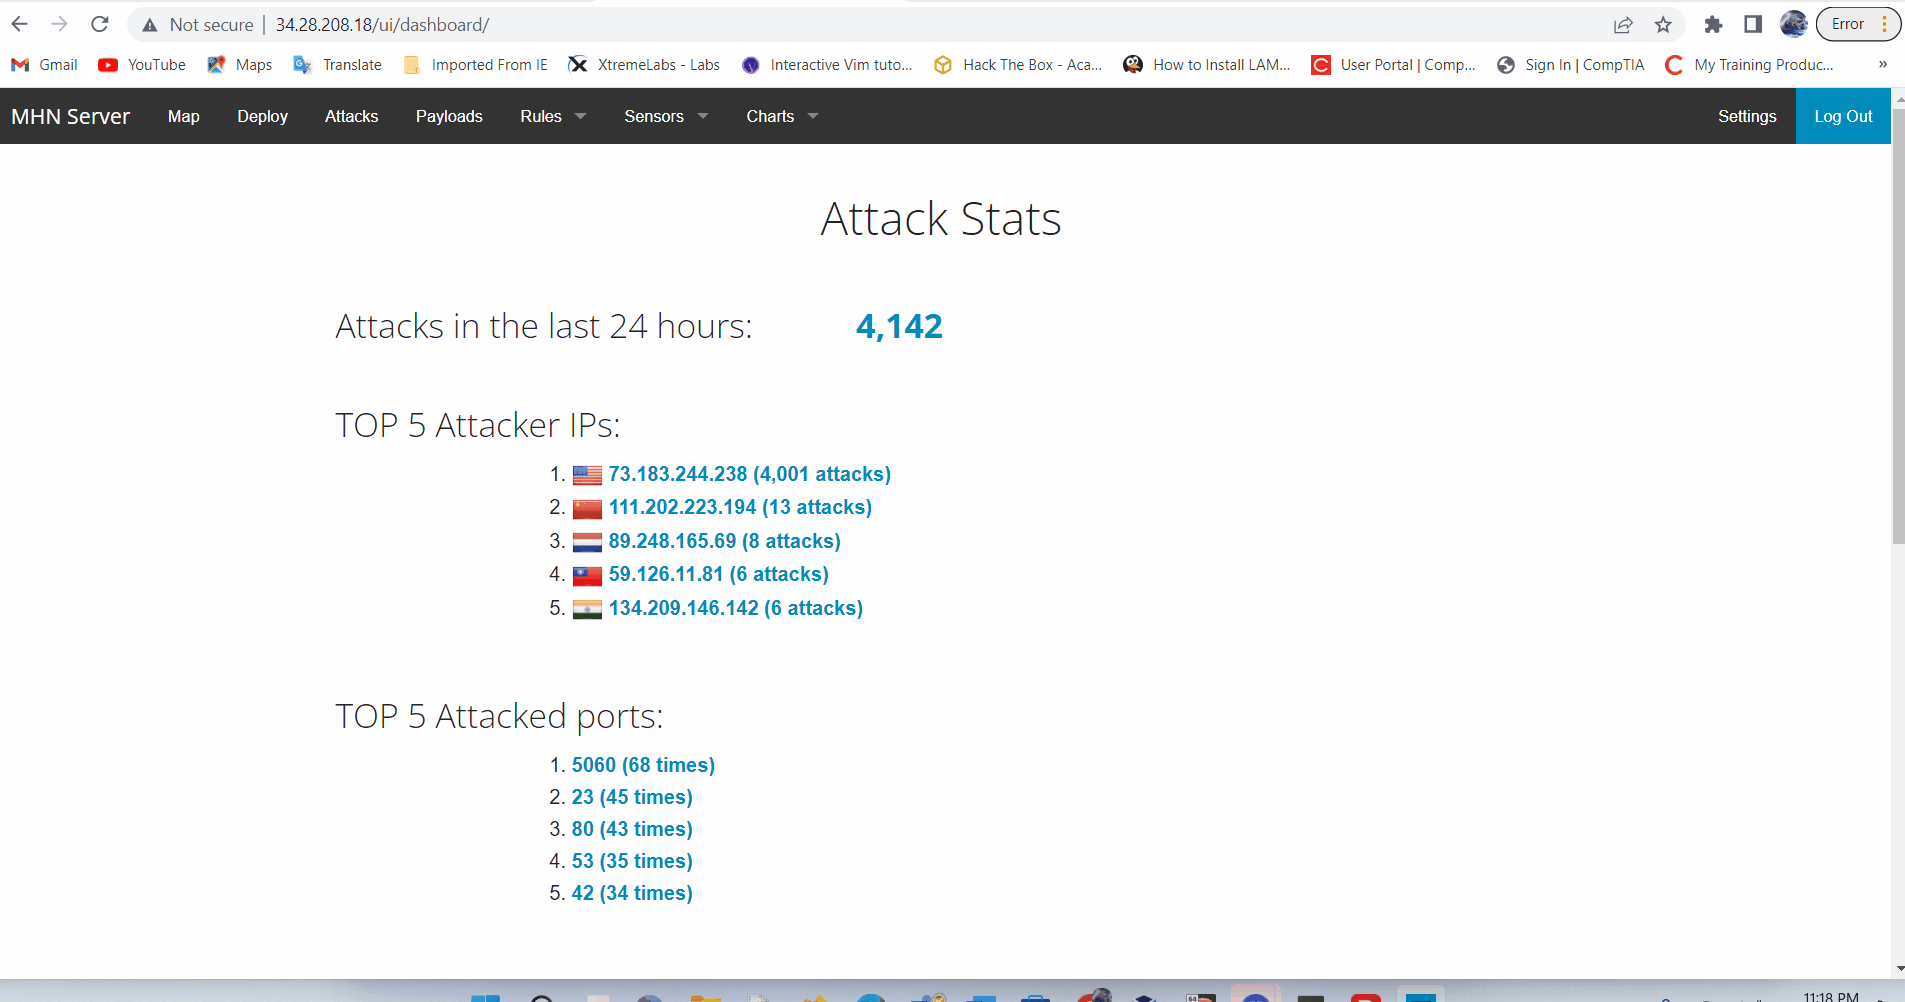 Not secure 34.28.208.18/ui/dashboard/ Error
Gmail YouTube Maps Translate Imported From IE XtremeLabs - Labs Interactive Vim tuto... Hack The Box - Aca... How to Install LAM... User Portal | Comp... Sign In | CompTIA My Training Produc... »
MHN Server Map Deploy Attacks Payloads Rules Sensors Charts Settings Log Out
Attack Stats
Attacks in the last 24 hours: 4,142
TOP 5 Attacker IPs:
1. 73.183.244.238 (4,001 attacks)
2. 111.202.223.194 (13 attacks)
3. 89.248.165.69 (8 attacks)
4. 59.126.11.81 (6 attacks)
5. 134.209.146.142 (6 attacks)
TOP 5 Attacked ports:
1. 5060 (68 times)
2. 23 (45 times)
3. 80 (43 times)
4. 53 (35 times)
5. 42 (34 times)
11:18 PM